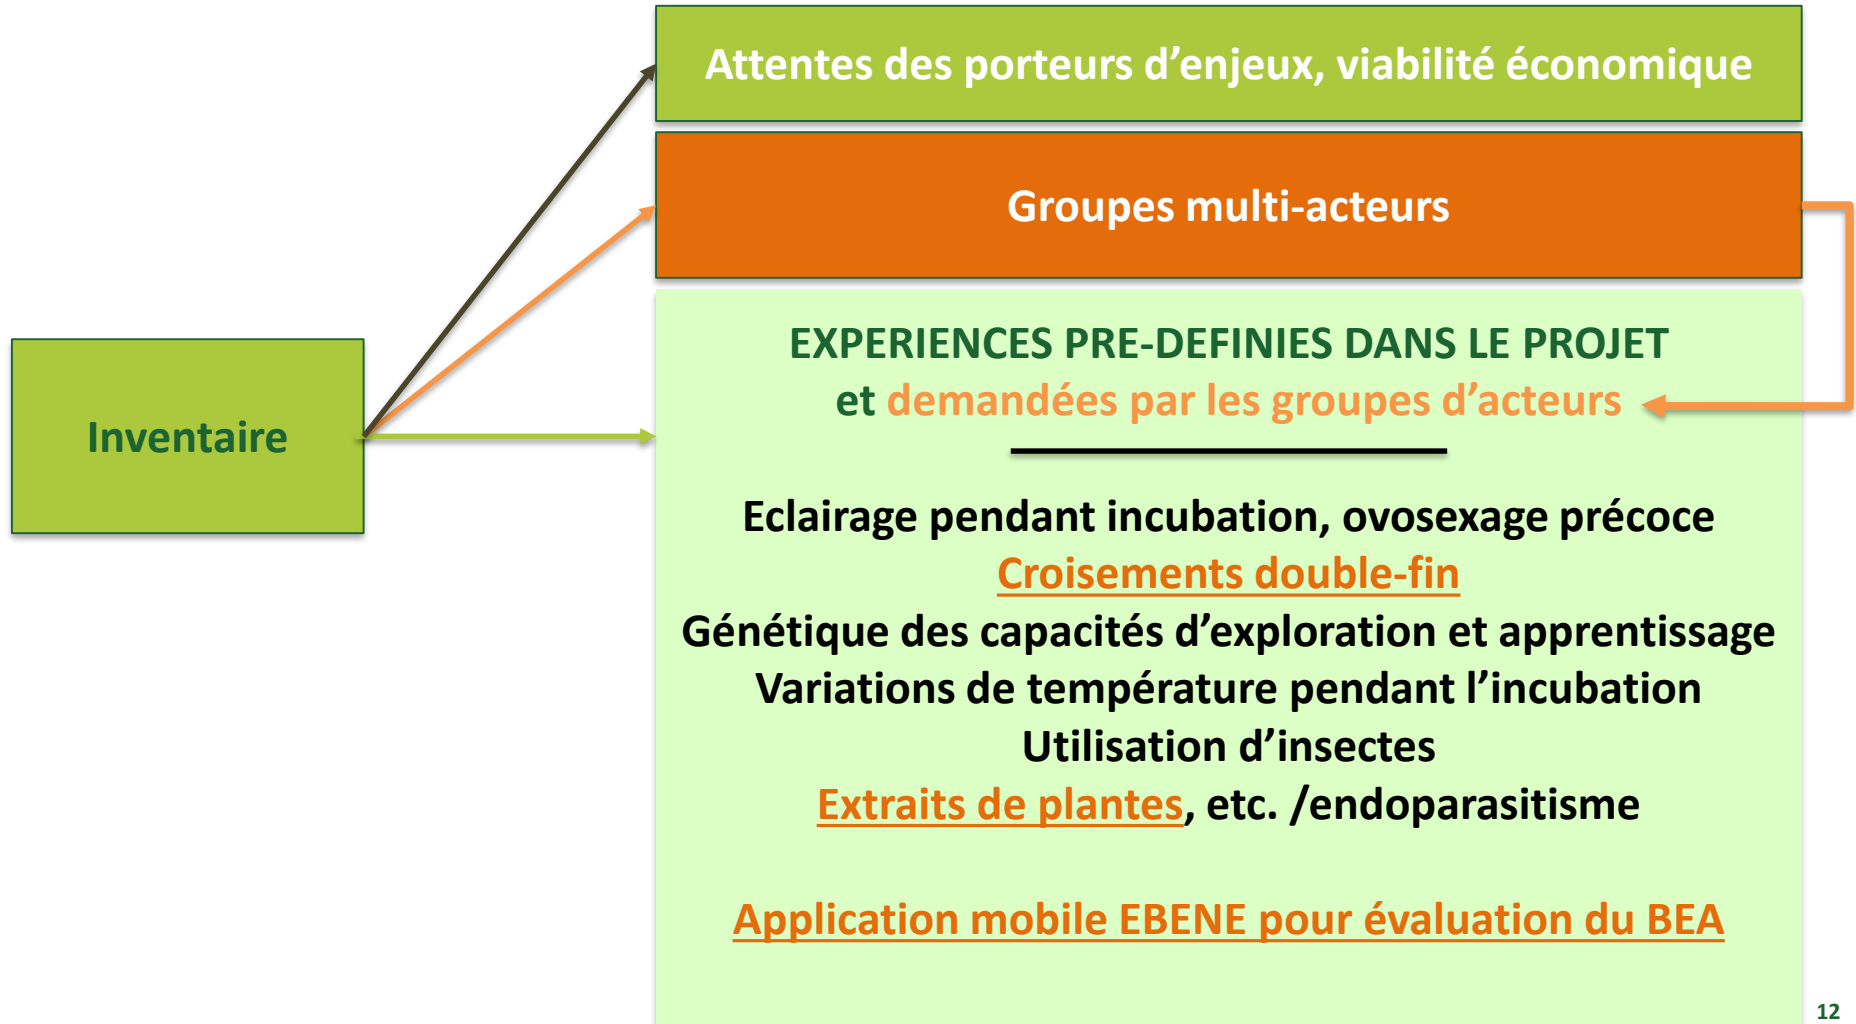 Attentes des porteurs d’enjeux, viabilité économique
Groupes multi-acteurs
Inventaire
EXPERIENCES PRE-DEFINIES DANS LE PROJET
et demandées par les groupes d’acteurs
Eclairage pendant incubation, ovosexage précoce
Croisements double-fin
Génétique des capacités d’exploration et apprentissage
Variations de température pendant l’incubation
Utilisation d’insectes
Extraits de plantes, etc. /endoparasitisme
Application mobile EBENE pour évaluation du BEA
12